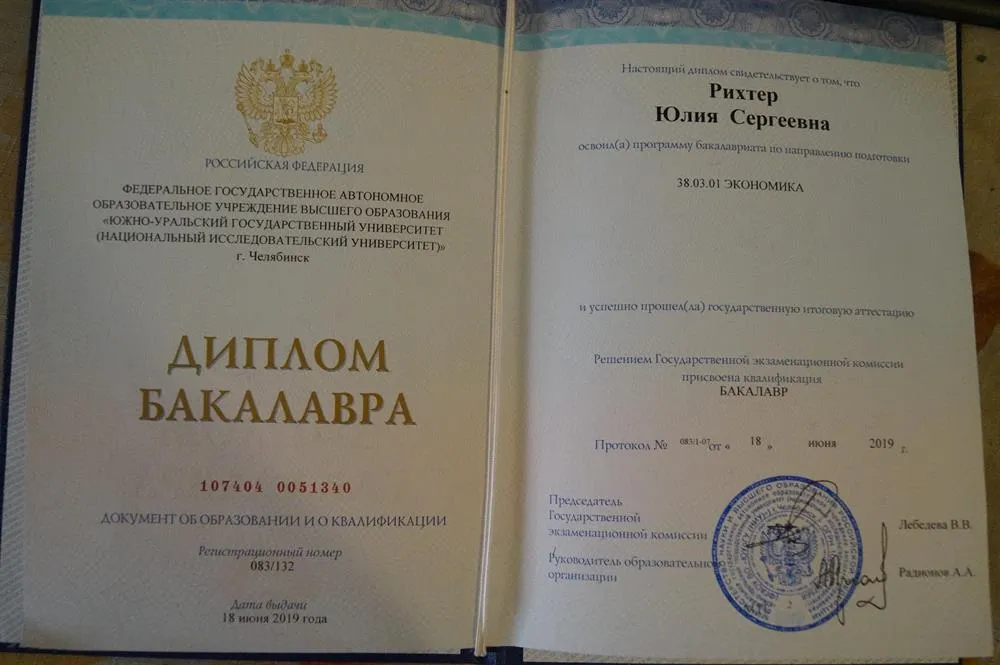 РОССИЙСКАЯ ФЕДЕРАЦИЯ
ФЕДЕРАЛЬНОЕ ГОСУДАРСТВЕННОЕ АВТОНОМНОЕ
ОБРАЗОВАТЕЛЬНОЕ УЧРЕЖДЕНИЕ ВЫСШЕГО ОБРАЗОВАНИЯ
«ЮЖНО-УРАЛЬСКИЙ ГОСУДАРСТВЕННЫЙ УНИВЕРСИТЕТ
(НАЦИОНАЛЬНЫЙ ИССЛЕДОВАТЕЛЬСКИЙ УНИВЕРСИТЕТ)»
г. Челябинск
ДИПЛОМ
БАКАЛАВРА
107404 0051340
ДОКУМЕНТ ОБ ОБРАЗОВАНИИ И О КВАЛИФИКАЦИИ
Регистрационный номер
083/132
Дата выдачи
18 июня 2019 года
Настоящий диплом свидетельствует о том, что
Рихтер
Юлия Сергеевна
освоил(а) программу бакалавриата по направлению подготовки
38.03.01 ЭКОНОМИКА
и успешно прошел(ла) государственную итоговую аттестацию
Решением Государственной экзаменационной комиссии
присвоена квалификация
БАКАЛАВР
Протокол № 083/1-07 от « 18 » июня 2019 г.
Председатель
Государственной
экзаменационной комиссии
Лебедева В.В.
Руководитель образовательной
организации
Радионов А.А.